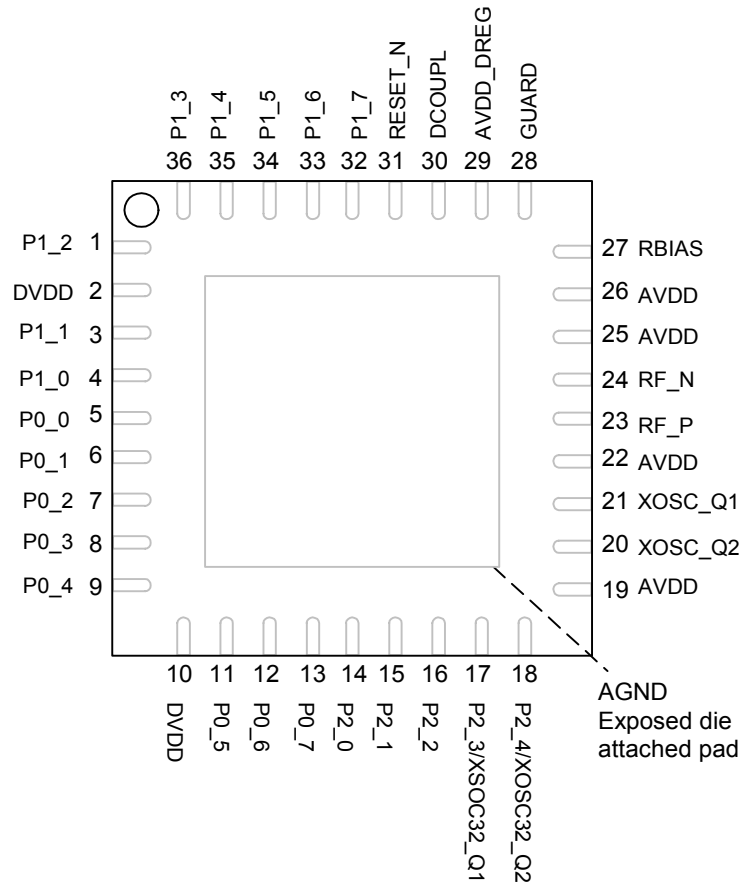 P1_3
P1_4
P1_5
P1_6
P1_7
RESET_N
DCOUPL
AVDD_DREG
GUARD
36 35 34 33 32 31 30 29 28
P1_2 1
DVDD 2
P1_1 3
P1_0 4
P0_0 5
P0_1 6
P0_2 7
P0_3 8
P0_4 9
27 RBIAS
26 AVDD
25 AVDD
24 RF_N
23 RF_P
22 AVDD
21 XOSC_Q1
20 XOSC_Q2
19 AVDD
10 11 12 13 14 15 16 17 18
DVDD
P0_5
P0_6
P0_7
P2_0
P2_1
P2_2
P2_3/XSOC32_Q1
P2_4/XOSC32_Q2
AGND
Exposed die
attached pad